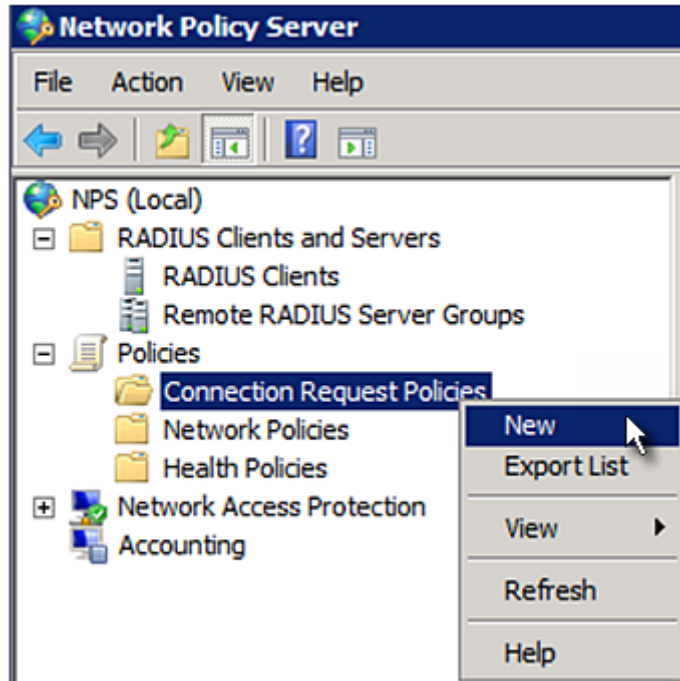 Network Policy Server
File Action View Help
NPS (Local)
RADIUS Clients and Servers
RADIUS Clients
Remote RADIUS Server Groups
Policies
Connection Request Policies
Network Policies
Health Policies
Network Access Protection
Accounting
New
Export List
View
Refresh
Help